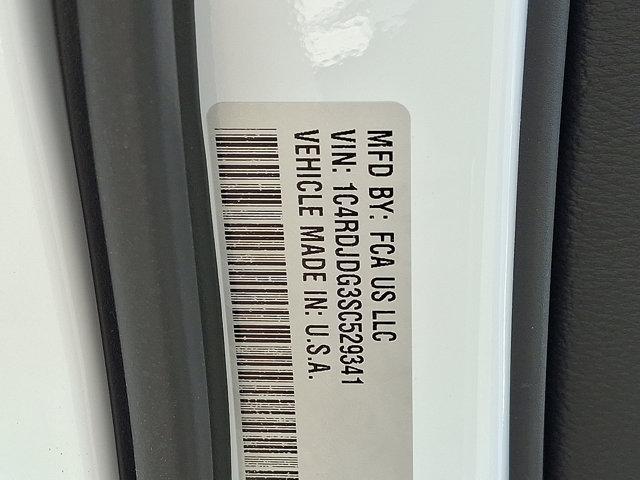 MFD BY: FCA US LLC
VIN: 1C4RDJDG3SC529341
VEHICLE MADE IN: U.S.A.